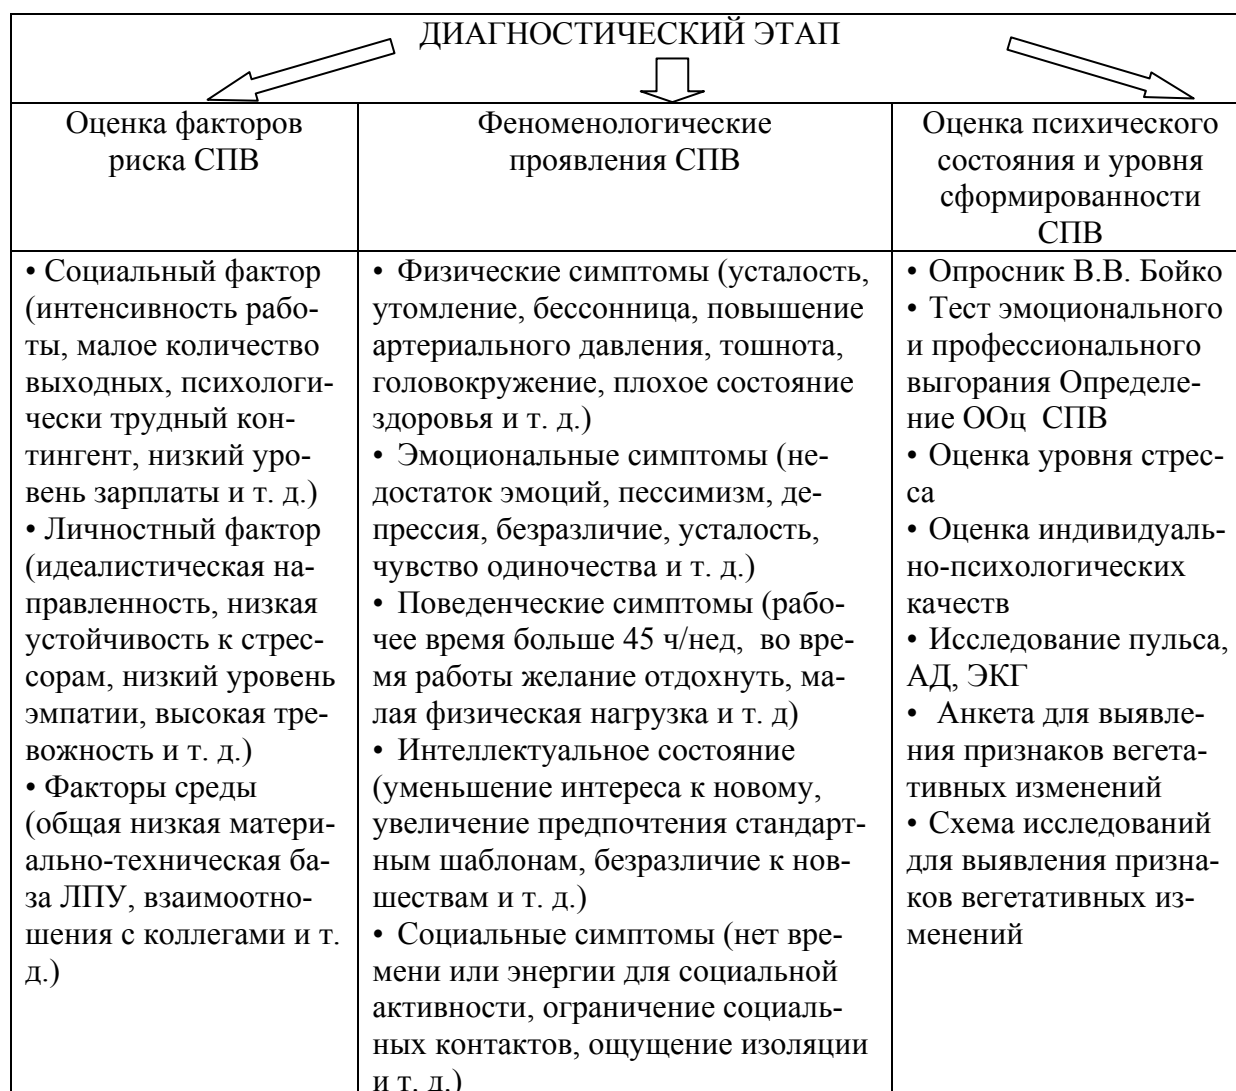 ДИАГНОСТИЧЕСКИЙ ЭТАП
Оценка факторов
риска СПВ
Феноменологические
проявления СПВ
Оценка психического
состояния и уровня
сформированности
СПВ
• Социальный фактор
(интенсивность рабо-
ты, малое количество
выходных, психологи-
чески трудный кон-
тингент, низкий уро-
вень зарплаты и т. д.)
• Личностный фактор
(идеалистическая на-
правленность, низкая
устойчивость к стрес-
сорам, низкий уровень
эмпатии, высокая тре-
вожность и т. д.)
• Факторы среды
(общая низкая матери-
ально-техническая ба-
за ЛПУ, взаимоотно-
шения с коллегами и т.
д.)
• Физические симптомы (усталость,
утомление, бессонница, повышение
артериального давления, тошнота,
головокружение, плохое состояние
здоровья и т. д.)
• Эмоциональные симптомы (не-
достаток эмоций, пессимизм, де-
прессия, безразличие, усталость,
чувство одиночества и т. д.)
• Поведенческие симптомы (рабо-
чее время больше 45 ч/нед, во вре-
мя работы желание отдохнуть, ма-
лая физическая нагрузка и т. д)
• Интеллектуальное состояние
(уменьшение интереса к новому,
увеличение предпочтения стандарт-
ным шаблонам, безразличие к нов-
шествам и т. д.)
• Социальные симптомы (нет вре-
мени или энергии для социальной
активности, ограничение социаль-
ных контактов, ощущение изоляции
и т. д.)
• Опросник В.В. Бойко
• Тест эмоционального
и профессионального
выгорания Определе-
ние ООц СПВ
• Оценка уровня стрес-
са
• Оценка индивидуаль-
но-психологических
качеств
• Исследование пульса,
АД, ЭКГ
• Анкета для выявле-
ния признаков вегета-
тивных изменений
• Схема исследований
для выявления призна-
ков вегетативных из-
менений